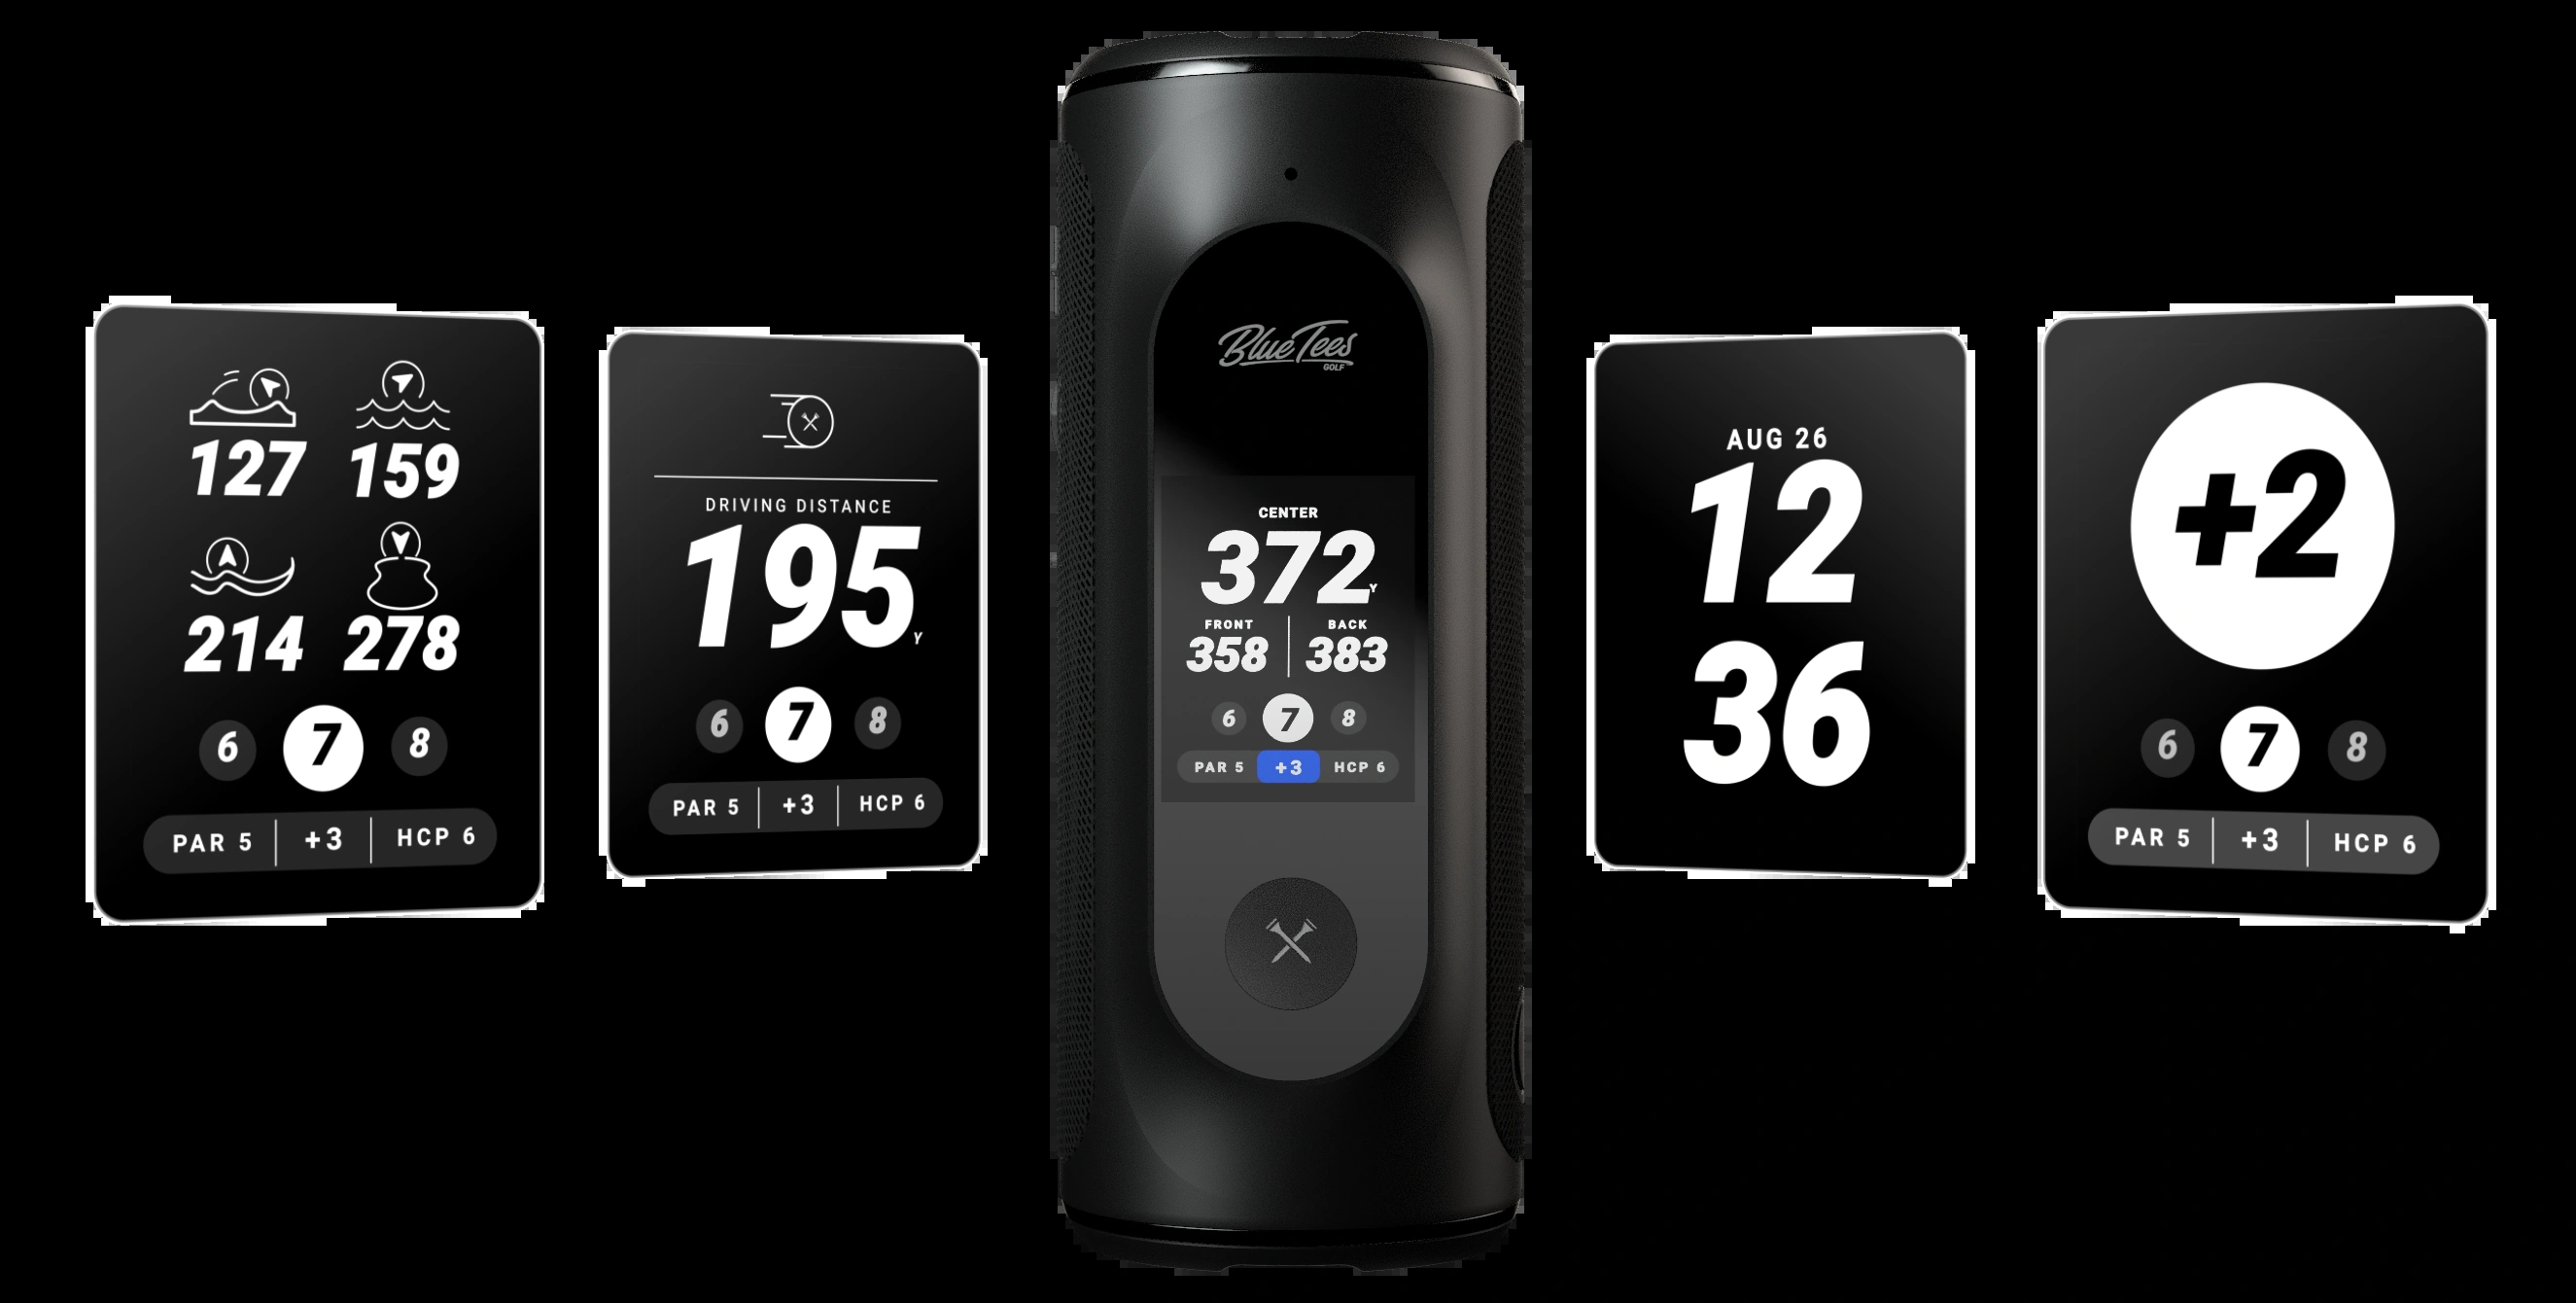 127 159
214 278
6 7 8
PAR 5 +3 HCP 6
DRIVING DISTANCE
195 Y
6 7 8
PAR 5 +3 HCP 6
Blue Tees
GOLF
CENTER
372 Y
FRONT BACK
358 383
6 7 8
PAR 5 +3 HCP 6
AUG 26
12
36
+2
6 7 8
PAR 5 +3 HCP 6